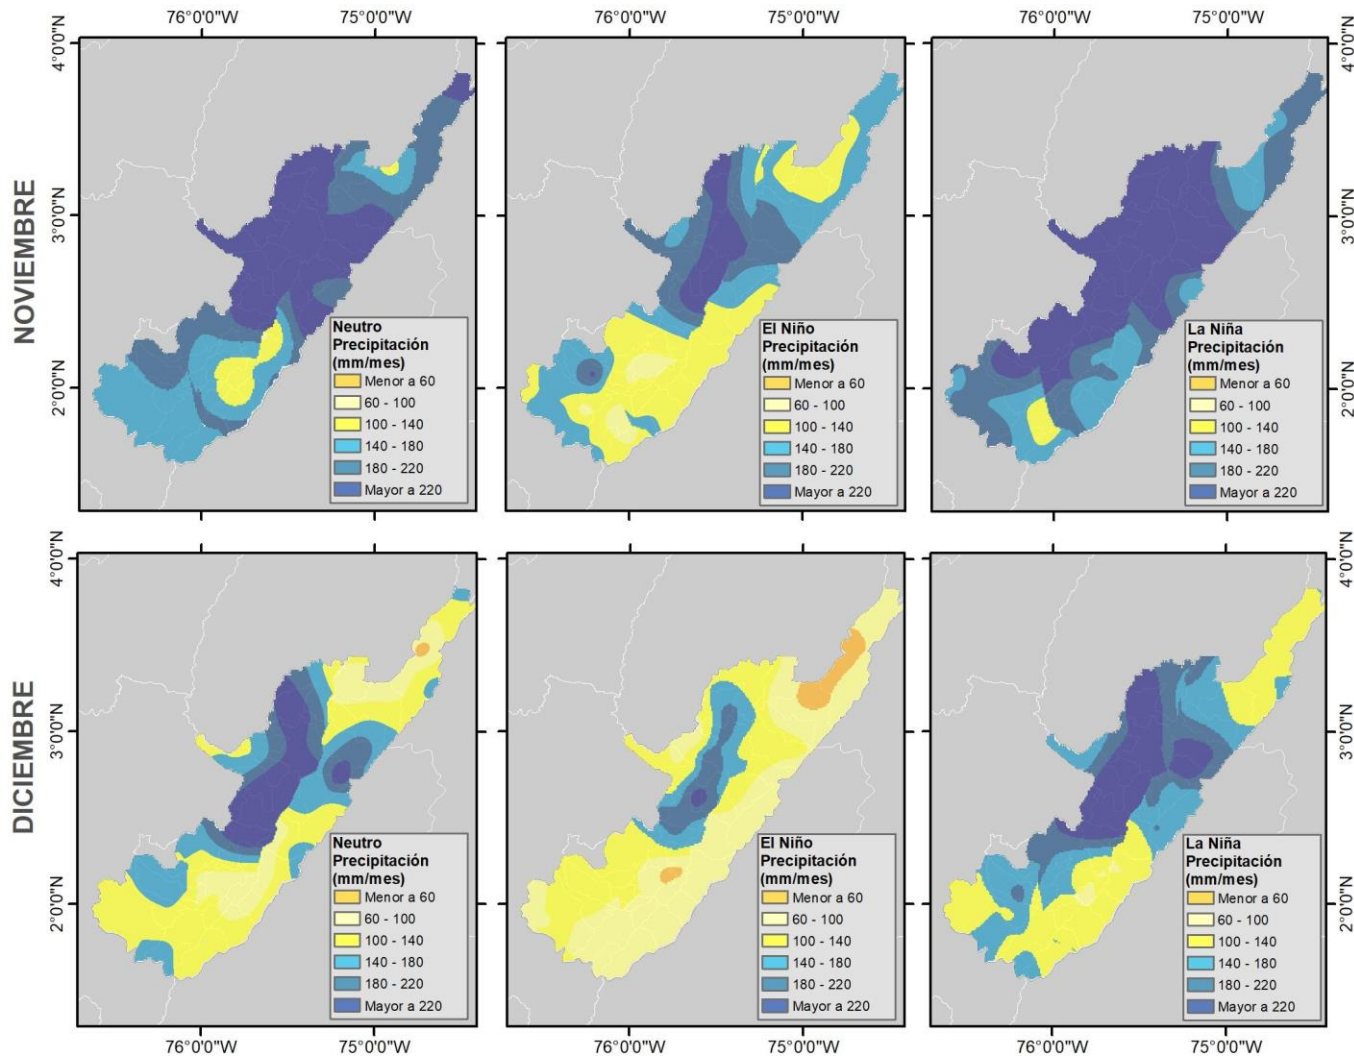 76°0'0"W 75°0'0"W 76°0'0"W 75°0'0"W 76°0'0"W 75°0'0"W
4°0'0"N
3°0'0"N
2°0'0"N
NOVIEMBRE
Neutro
Precipitación
(mm/mes)
Menor a 60
60 - 100
100 - 140
140 - 180
180 - 220
Mayor a 220
El Niño
Precipitación
(mm/mes)
Menor a 60
60 - 100
100 - 140
140 - 180
180 - 220
Mayor a 220
La Niña
Precipitación
(mm/mes)
Menor a 60
60 - 100
100 - 140
140 - 180
180 - 220
Mayor a 220
4°0'0"N
3°0'0"N
2°0'0"N
DICIEMBRE
4°0'0"N
3°0'0"N
2°0'0"N
Neutro
Precipitación
(mm/mes)
Menor a 60
60 - 100
100 - 140
140 - 180
180 - 220
Mayor a 220
El Niño
Precipitación
(mm/mes)
Menor a 60
60 - 100
100 - 140
140 - 180
180 - 220
Mayor a 220
La Niña
Precipitación
(mm/mes)
Menor a 60
60 - 100
100 - 140
140 - 180
180 - 220
Mayor a 220
4°0'0"N
3°0'0"N
2°0'0"N
76°0'0"W 75°0'0"W 76°0'0"W 75°0'0"W 76°0'0"W 75°0'0"W